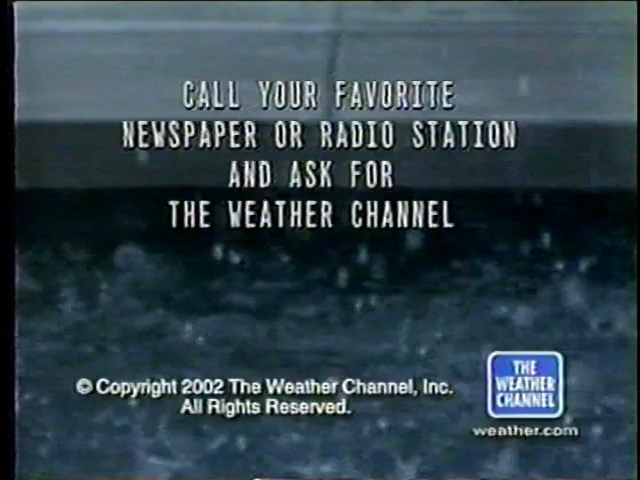 CALL YOUR FAVORITE
NEWSPAPER OR RADIO STATION
AND ASK FOR
THE WEATHER CHANNEL
© Copyright 2002 The Weather Channel, Inc.
All Rights Reserved.
THE
WEATHER
CHANNEL
weather.com